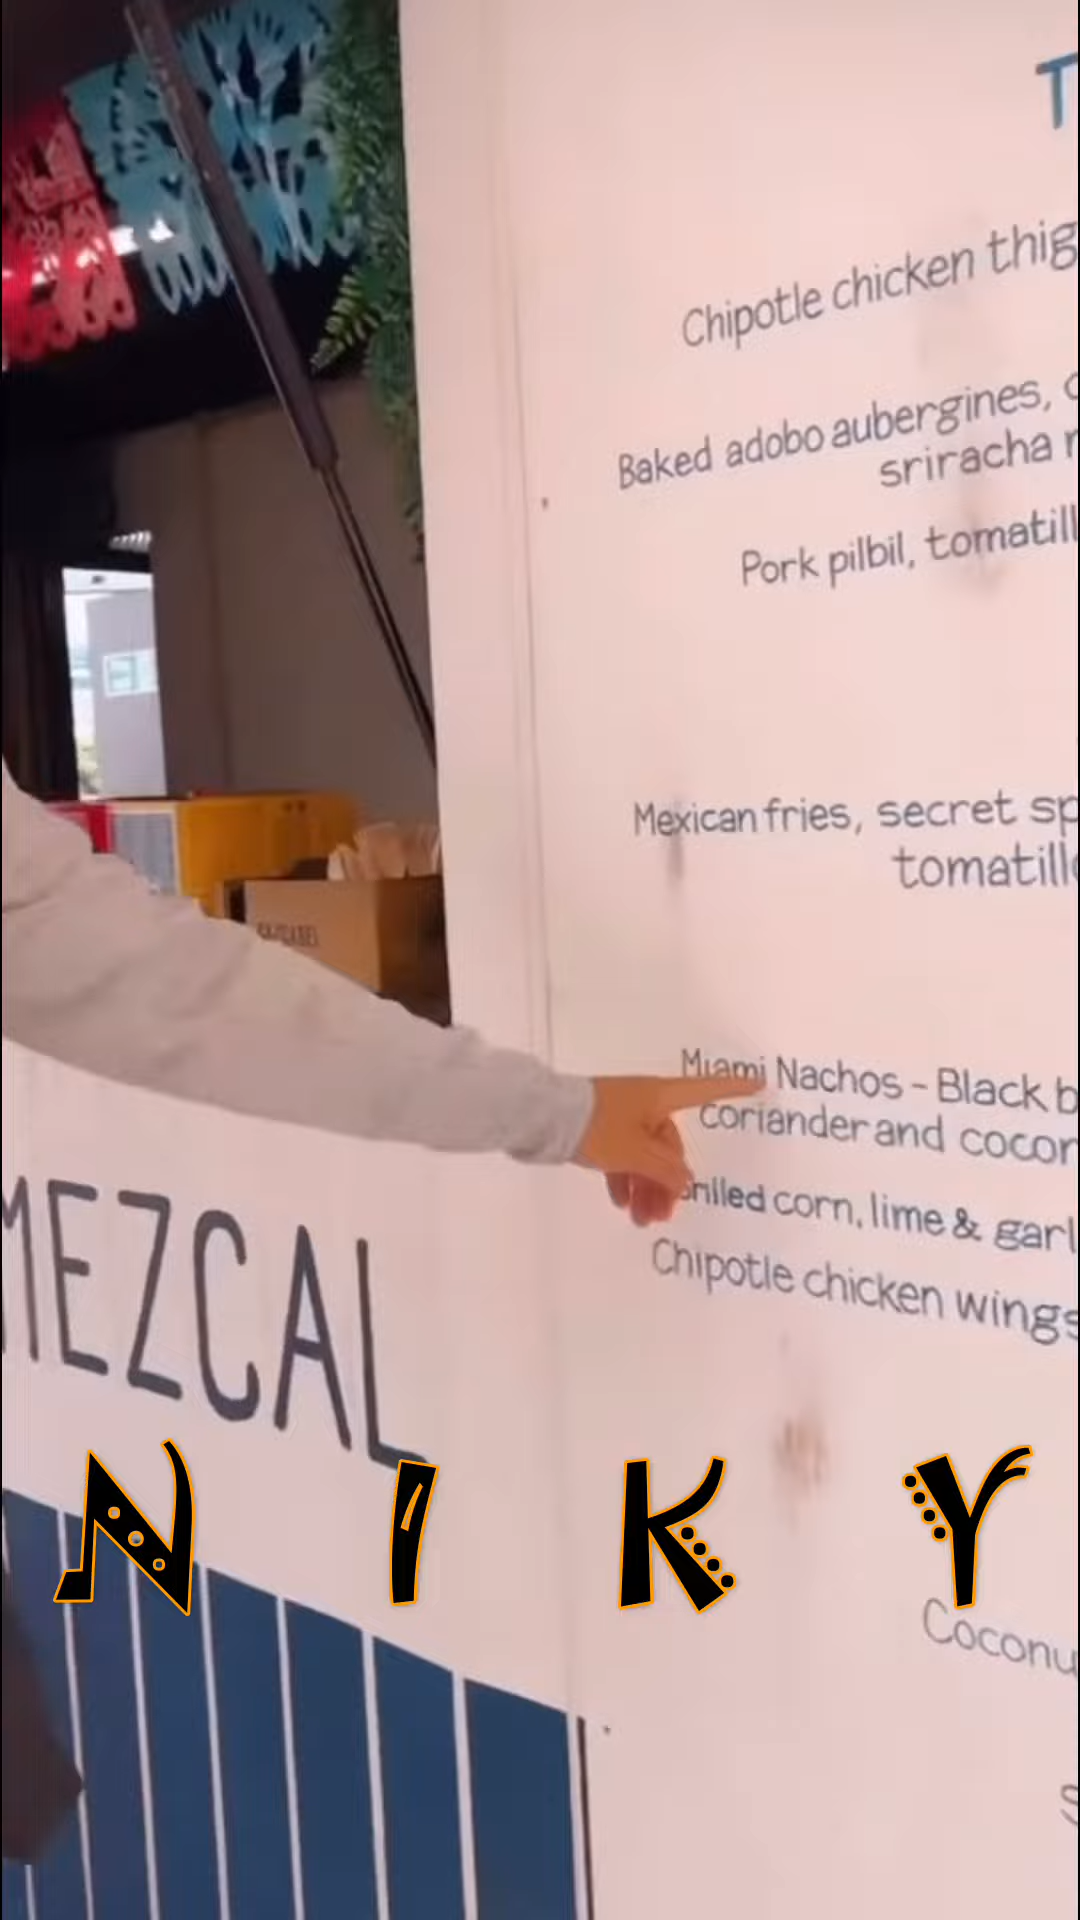 Chipotle chicken thig
Baked adobo aubergines,
sriracha
Pork pilbil, tomatill
Mexican fries, secret sp
tomatill
Miami Nachos - Black b
coriander and cocon
Grilled corn, lime & garl
Chipotle chicken wings
MEZCAL
NIKY
Coconu